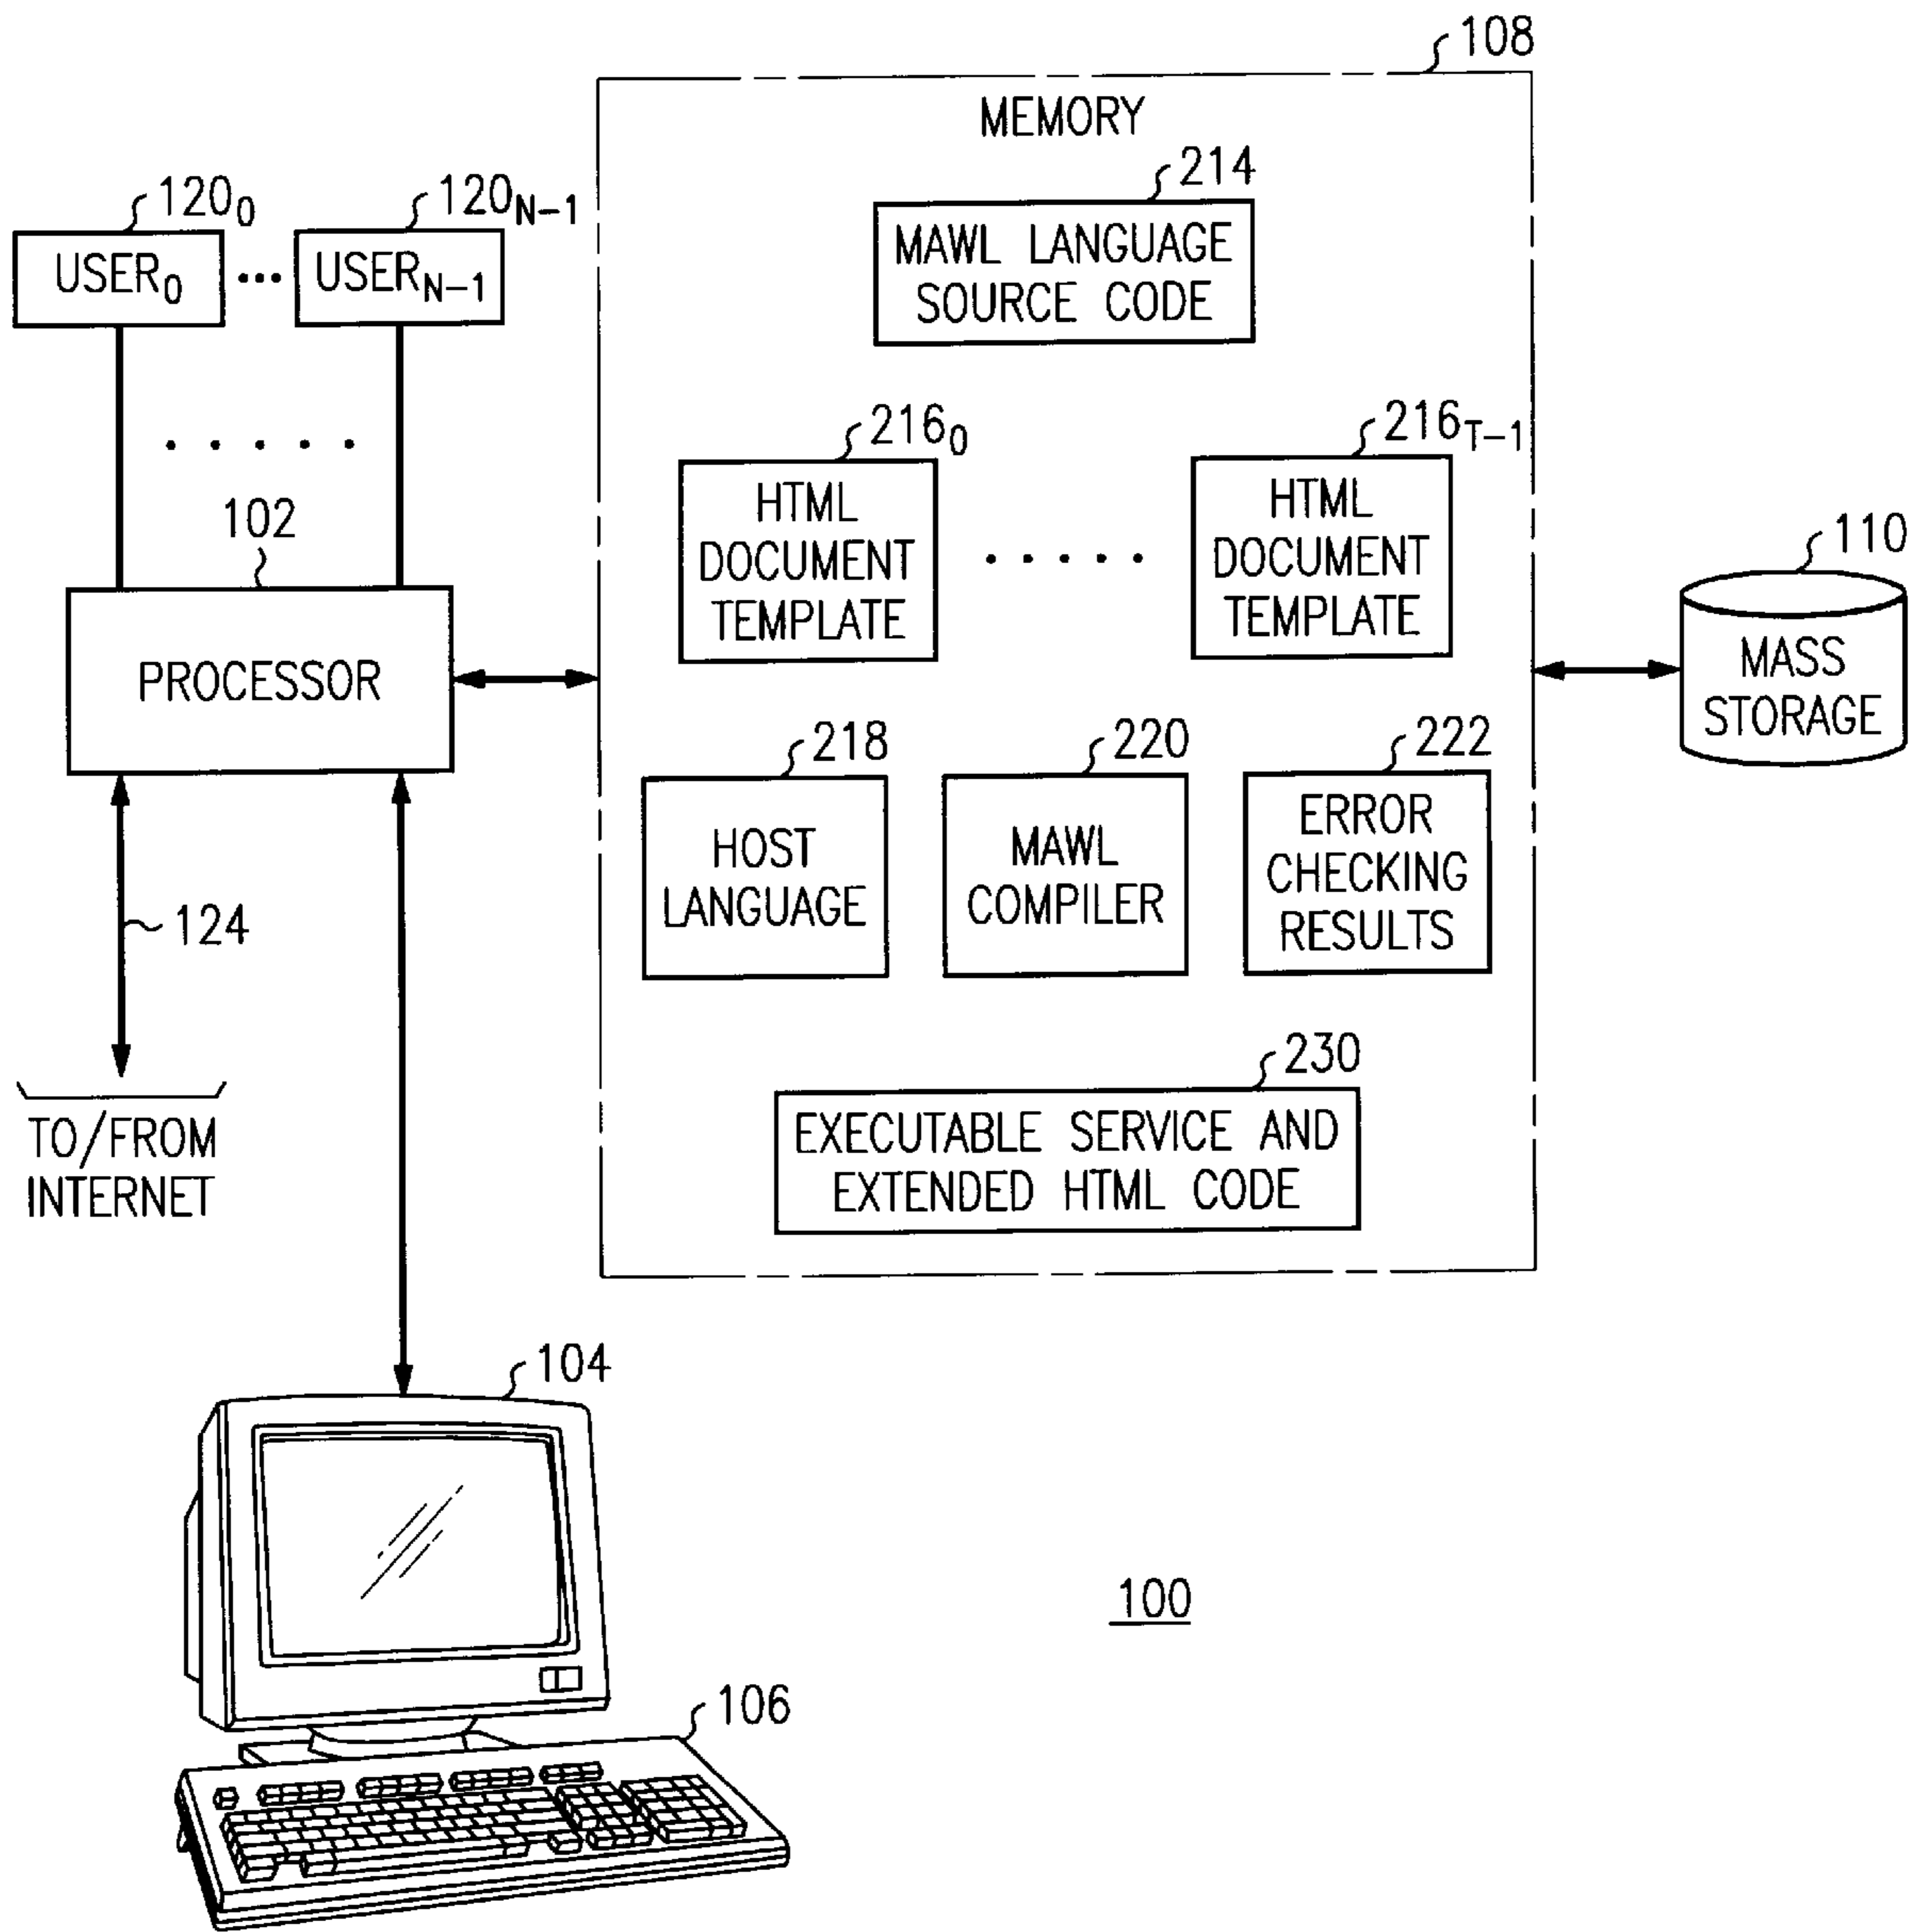 108
MEMORY
214
MAWL LANGUAGE
SOURCE CODE
120₀
120N-1
USER₀ ... USERN-1
216₀
216T-1
HTML
DOCUMENT
TEMPLATE
.....
HTML
DOCUMENT
TEMPLATE
102
PROCESSOR
110
MASS
STORAGE
218
HOST
LANGUAGE
220
MAWL
COMPILER
222
ERROR
CHECKING
RESULTS
124
TO/FROM
INTERNET
230
EXECUTABLE SERVICE AND
EXTENDED HTML CODE
104
100
106